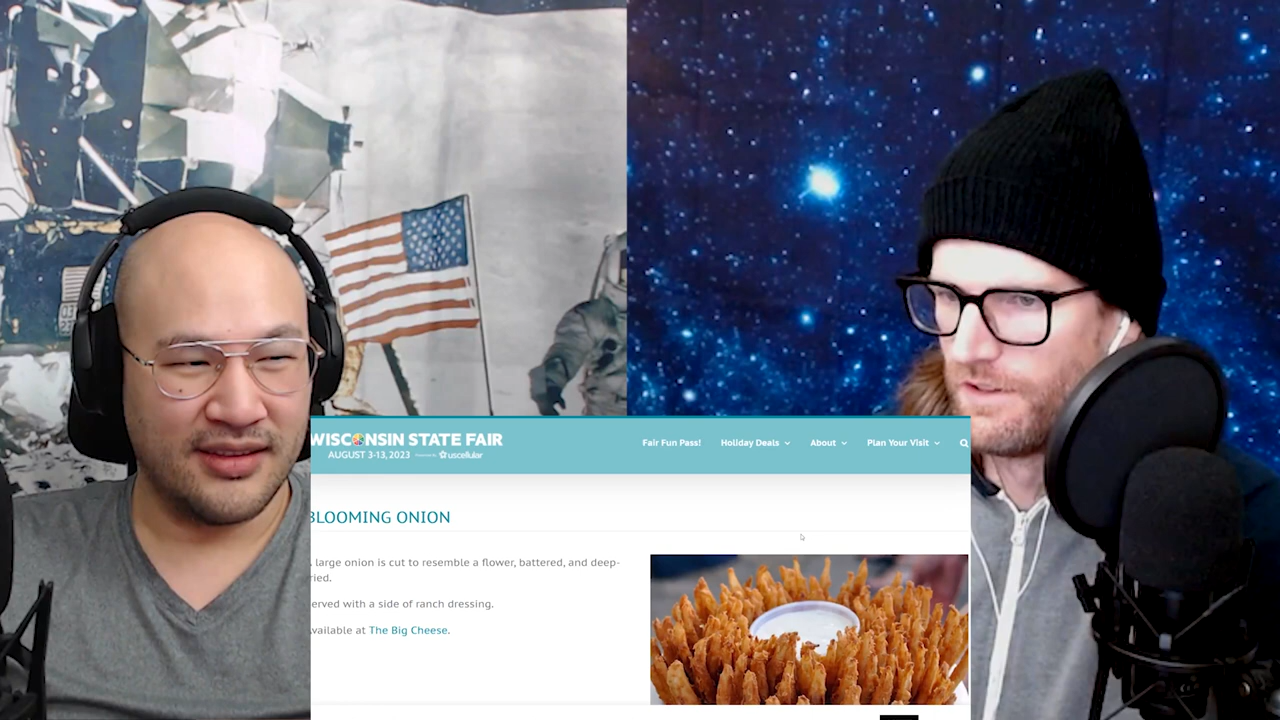 WISCONSIN STATE FAIR
AUGUST 3-13, 2023 uscellular
Fair Fun Pass! Holiday Deals About Plan Your Visit
BLOOMING ONION
large onion is cut to resemble a flower, battered, and deep-
ried.
erved with a side of ranch dressing.
vailable at The Big Cheese.